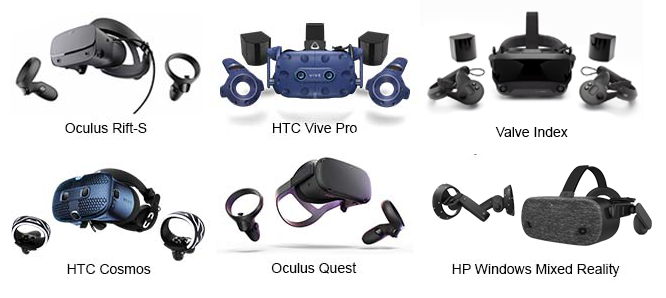 Oculus Rift-S
HTC Vive Pro
Valve Index
HTC Cosmos
Oculus Quest
HP Windows Mixed Reality